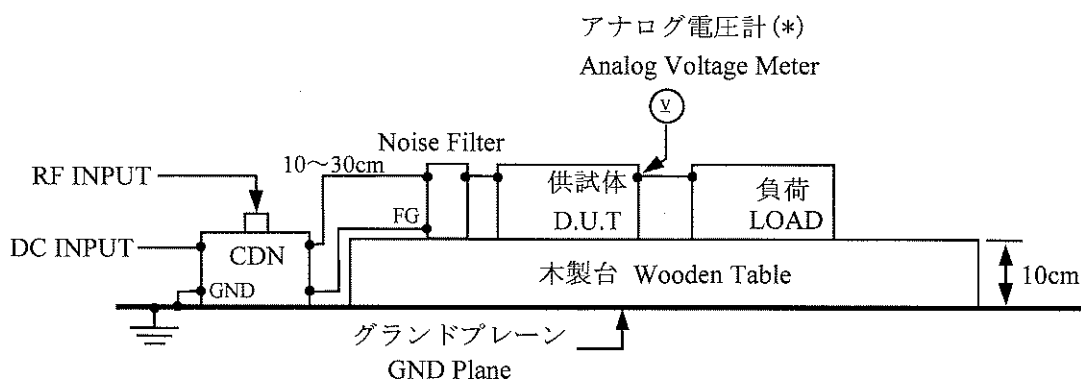 アナログ電圧計(*)
Analog Voltage Meter
V
Noise Filter
10～30cm
RF INPUT
供試体
D.U.T
負荷
LOAD
FG
DC INPUT
CDN
GND
木製台 Wooden Table
10cm
グランドプレーン
GND Plane